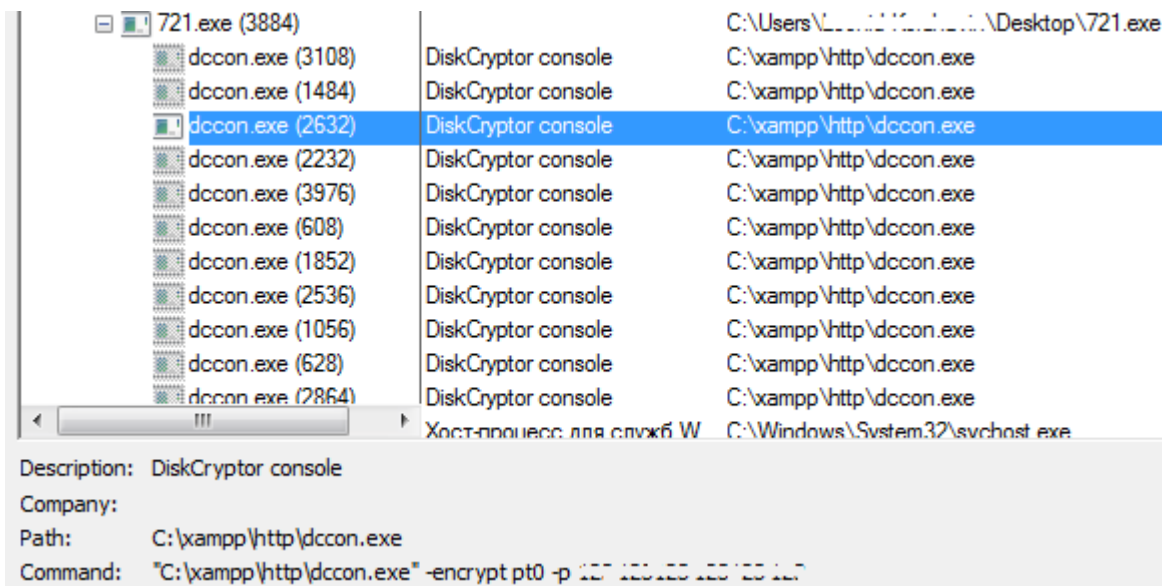 721.exe (3884) C:\Users\ \Desktop\721.exe
dccon.exe (3108) DiskCryptor console C:\xampp\http\dccon.exe
dccon.exe (1484) DiskCryptor console C:\xampp\http\dccon.exe
dccon.exe (2632) DiskCryptor console C:\xampp\http\dccon.exe
dccon.exe (2232) DiskCryptor console C:\xampp\http\dccon.exe
dccon.exe (3976) DiskCryptor console C:\xampp\http\dccon.exe
dccon.exe (608) DiskCryptor console C:\xampp\http\dccon.exe
dccon.exe (1852) DiskCryptor console C:\xampp\http\dccon.exe
dccon.exe (2536) DiskCryptor console C:\xampp\http\dccon.exe
dccon.exe (1056) DiskCryptor console C:\xampp\http\dccon.exe
dccon.exe (628) DiskCryptor console C:\xampp\http\dccon.exe
dccon.exe (2864) DiskCryptor console C:\xampp\http\dccon.exe
Хост-процесс для служб W... C:\Windows\System32\svchost.exe
Description: DiskCryptor console
Company:
Path: C:\xampp\http\dccon.exe
Command: "C:\xampp\http\dccon.exe" -encrypt pt0 -p